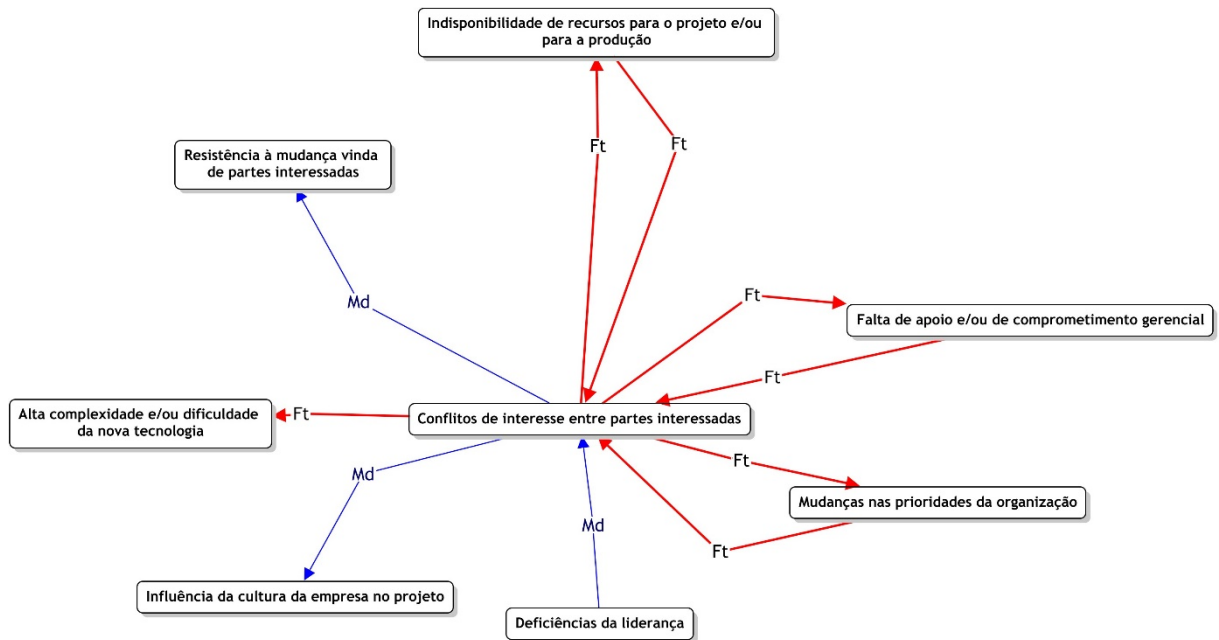 Indisponibilidade de recursos para o projeto e/ou
para a produção
Ft
Ft
Resistência à mudança vinda
de partes interessadas
Md
Ft
Falta de apoio e/ou de comprometimento gerencial
Ft
Alta complexidade e/ou dificuldade
da nova tecnologia
Ft
Conflitos de interesse entre partes interessadas
Md
Ft
Mudanças nas prioridades da organização
Md
Ft
Influência da cultura da empresa no projeto
Deficiências da liderança